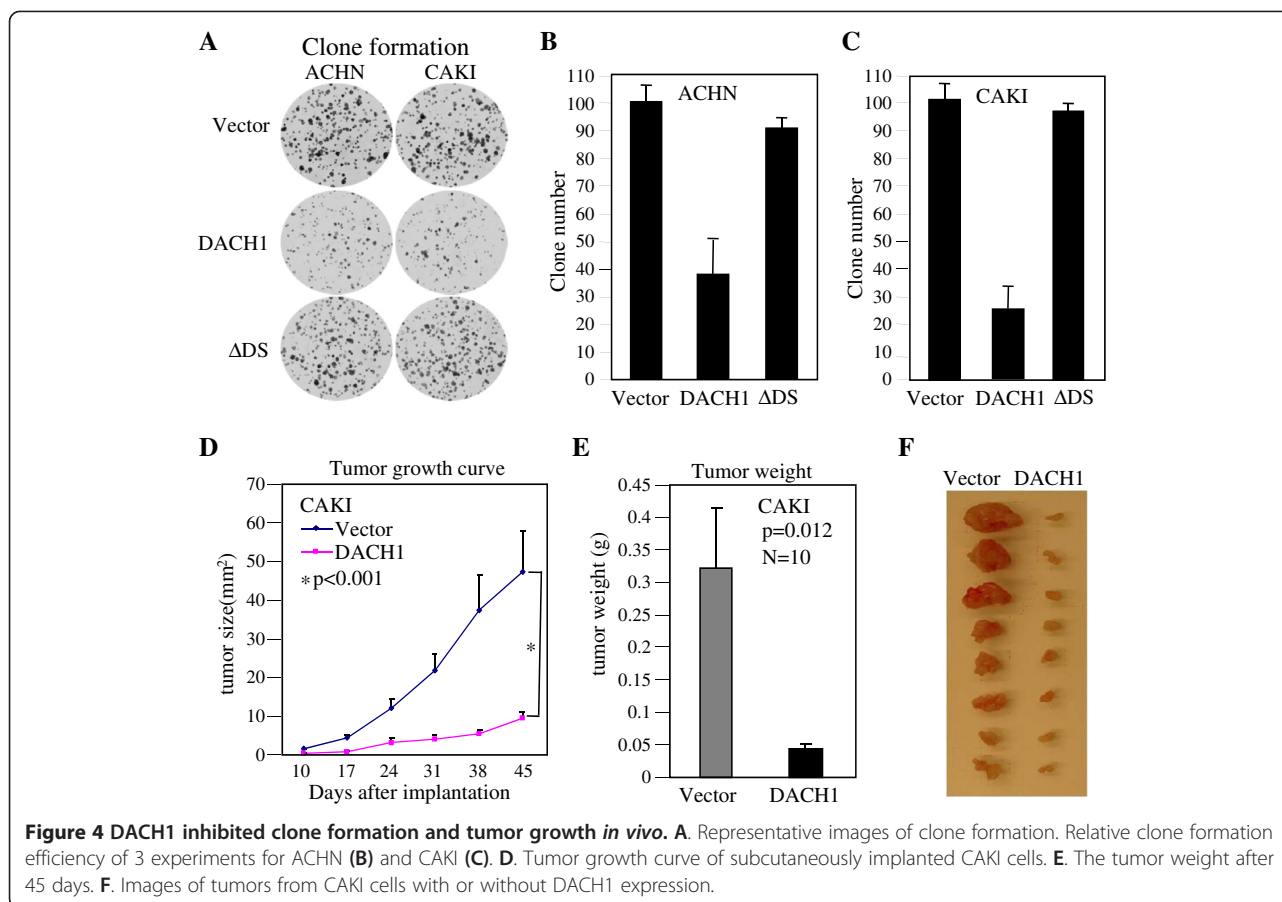 A
Clone formation
ACHN CAKI
Vector
DACH1
ΔDS
B
110
100
90
80
70
60
50
40
30
20
10
0
Clone number
ACHN
Vector DACH1 ΔDS
C
110
100
90
80
70
60
50
40
30
20
10
0
Clone number
CAKI
Vector DACH1 ΔDS
D
Tumor growth curve
70
60
50
40
30
20
10
0
tumor size(mm²)
CAKI
Vector
DACH1
*p<0.001
*
10 17 24 31 38 45
Days after implantation
E
Tumor weight
0.45
0.4
0.35
0.3
0.25
0.2
0.15
0.1
0.05
0
tumor weight (g)
CAKI
p=0.012
N=10
Vector DACH1
F
Vector DACH1
Figure 4 DACH1 inhibited clone formation and tumor growth in vivo. A. Representative images of clone formation. Relative clone formation
efficiency of 3 experiments for ACHN (B) and CAKI (C). D. Tumor growth curve of subcutaneously implanted CAKI cells. E. The tumor weight after
45 days. F. Images of tumors from CAKI cells with or without DACH1 expression.